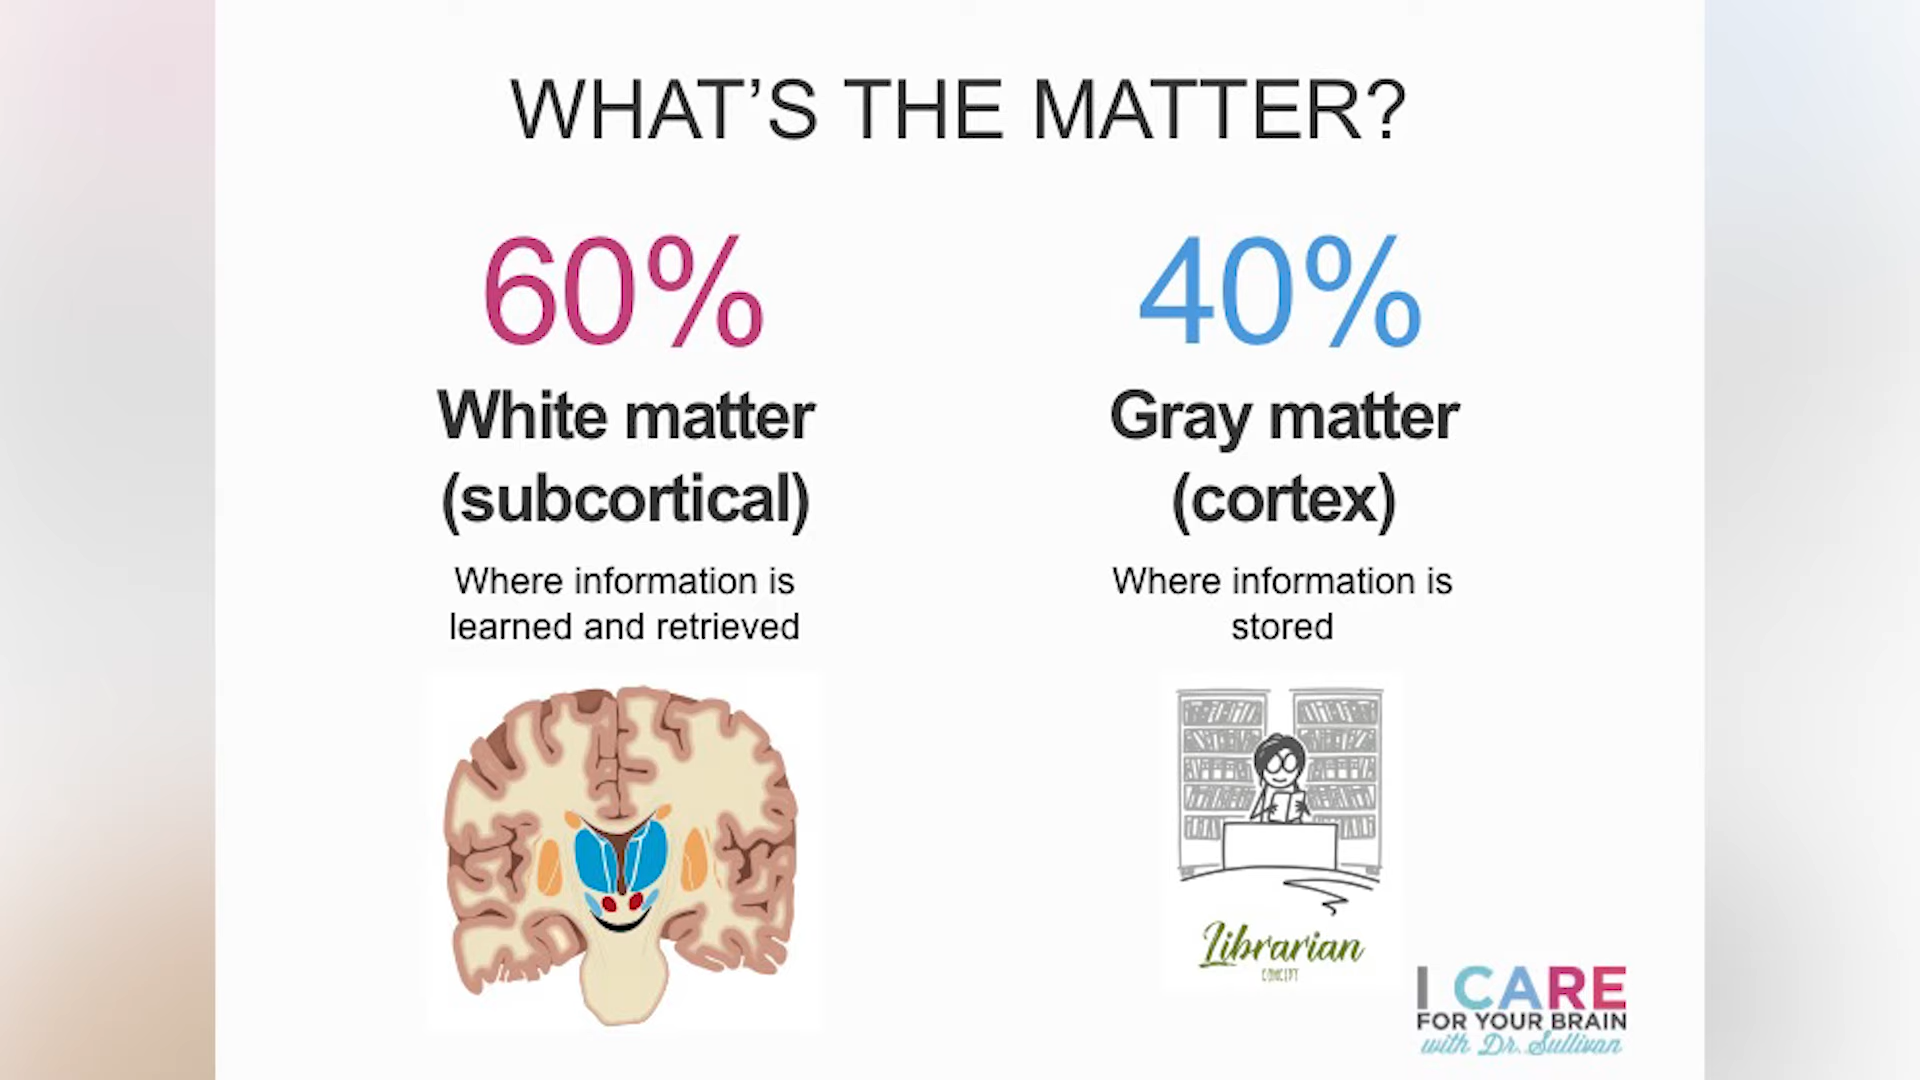 WHAT'S THE MATTER?
60%
White matter
(subcortical)
Where information is
learned and retrieved
40%
Gray matter
(cortex)
Where information is
stored
Librarian
CONCEPT
I CARE
FOR YOUR BRAIN
with Dr. Sullivan